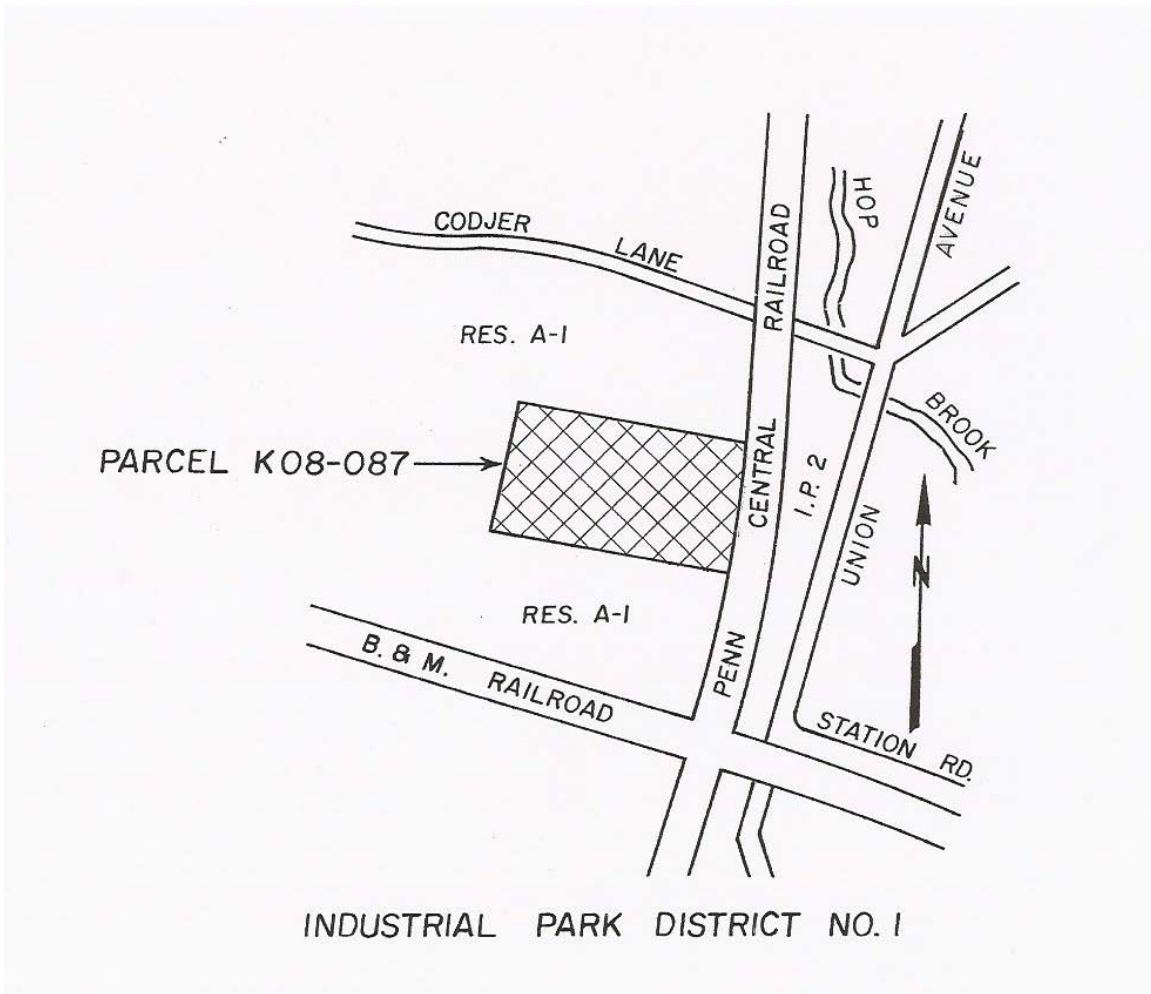 HOP
AVENUE
CODJER LANE
RES. A-1
PENN CENTRAL RAILROAD
BROOK
I.P. 2
UNION
PARCEL K08-087
N
RES. A-1
B. & M. RAILROAD
STATION RD.
INDUSTRIAL PARK DISTRICT NO. 1